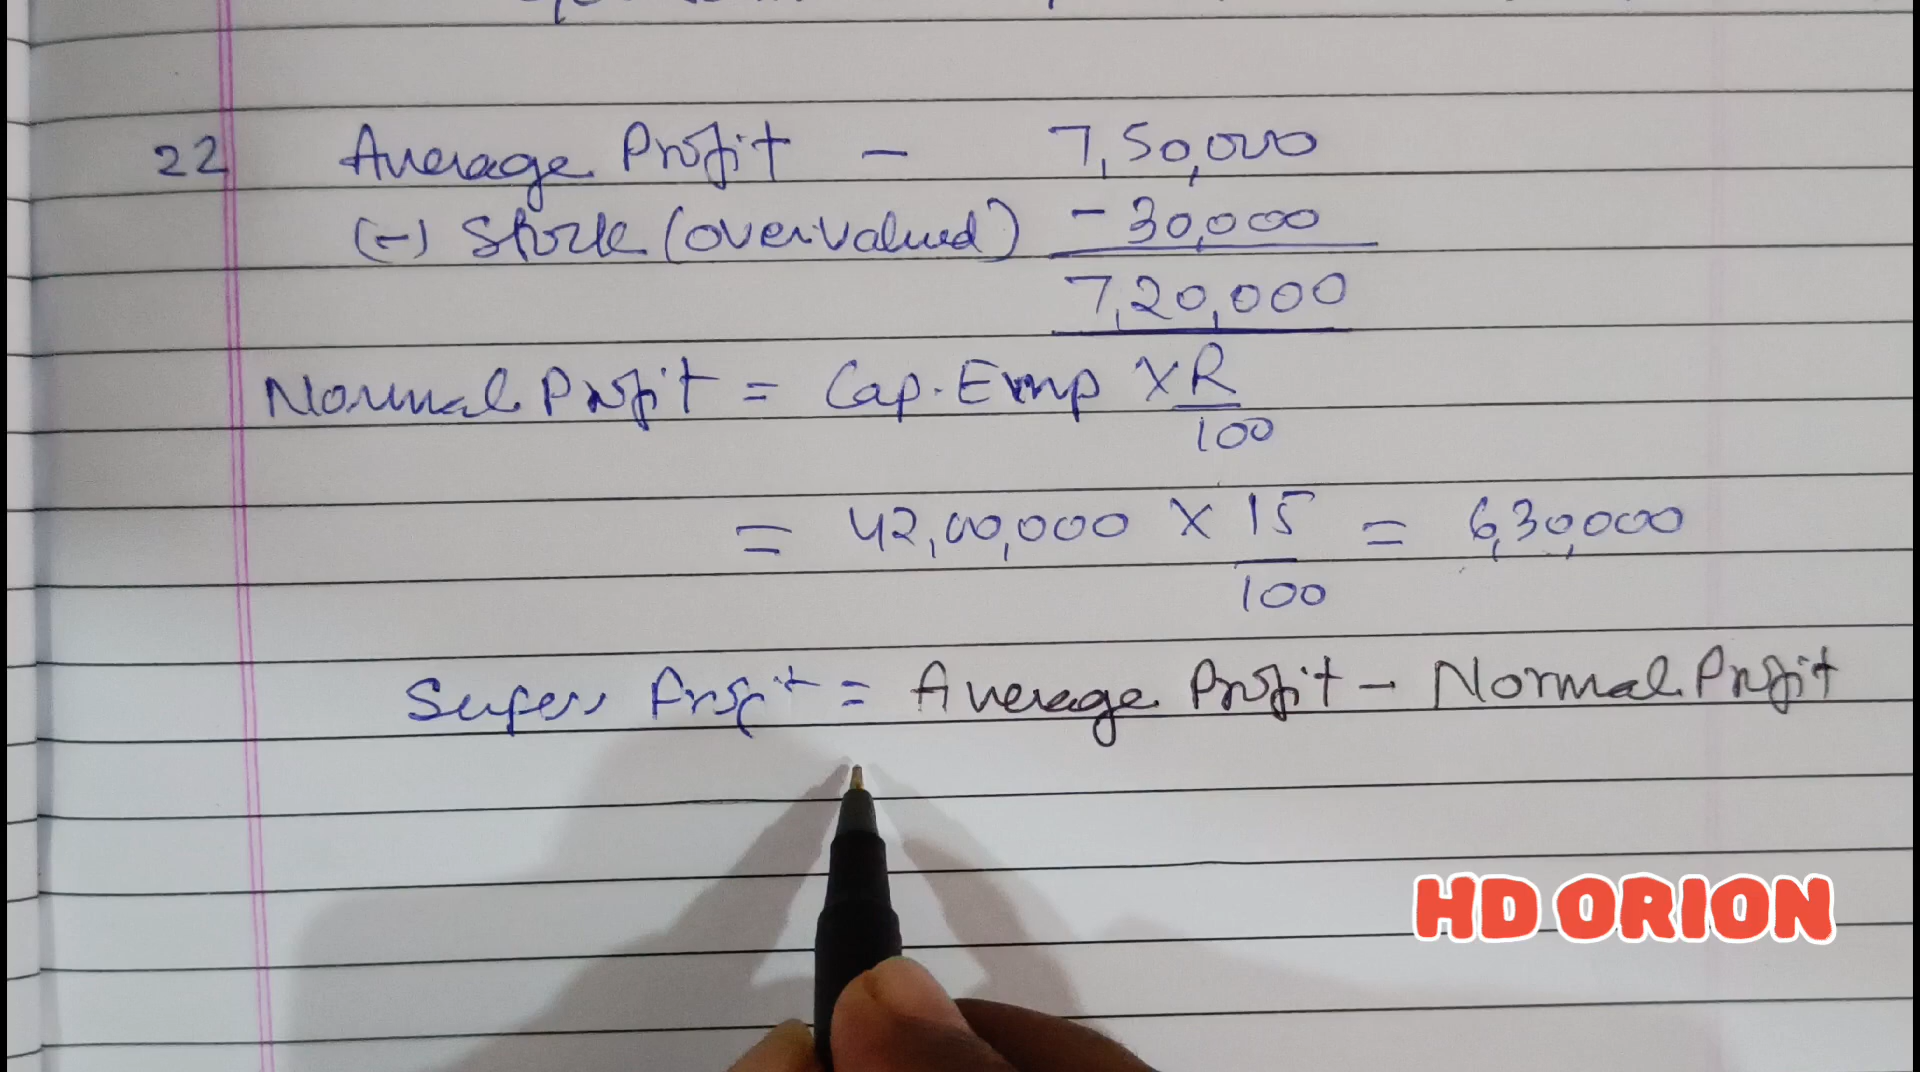 22 Average Profit - 7,50,000
(-) Stock (overvalued) - 30,000
7,20,000
Normal Profit = Cap. Emp × R/100
= 42,00,000 × 15/100 = 6,30,000
Super Profit = Average Profit - Normal Profit
HD ORION